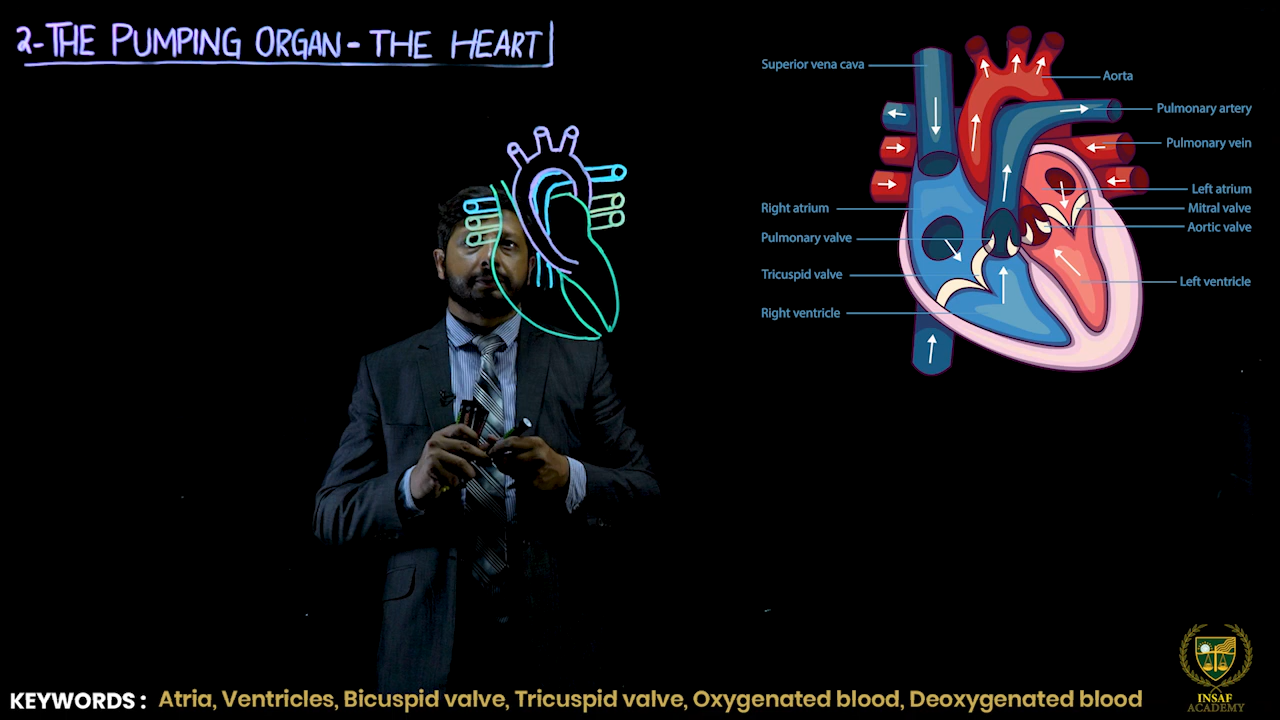 2-THE PUMPING ORGAN - THE HEART
Superior vena cava
Aorta
Pulmonary artery
Pulmonary vein
Left atrium
Right atrium
Mitral valve
Aortic valve
Pulmonary valve
Tricuspid valve
Left ventricle
Right ventricle
KEYWORDS : Atria, Ventricles, Bicuspid valve, Tricuspid valve, Oxygenated blood, Deoxygenated blood
INSAF
ACADEMY